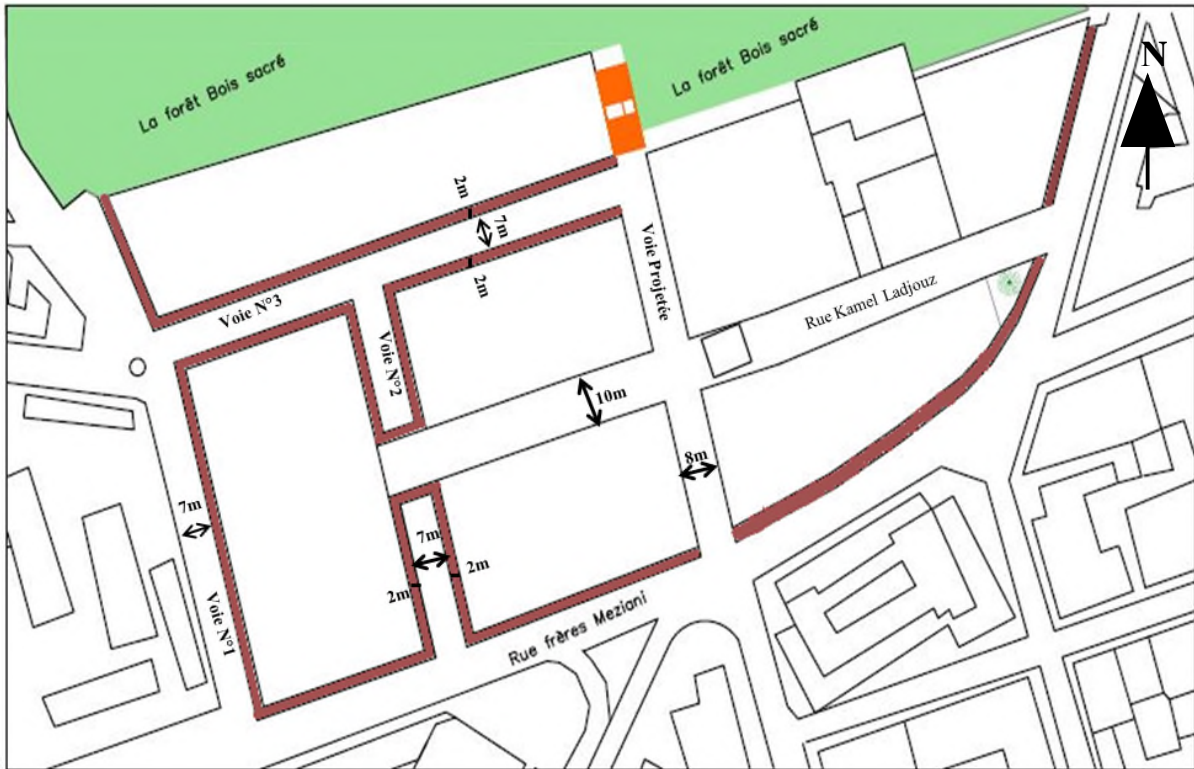 La forêt Bois sacré
La forêt Bois sacré
N
2m
7m
2m
Voie N°3
Voie N°2
Voie Projetée
Rue Kamel Ladjouz
10m
8m
7m
7m
2m
2m
Voie N°1
Rue frères Meziani